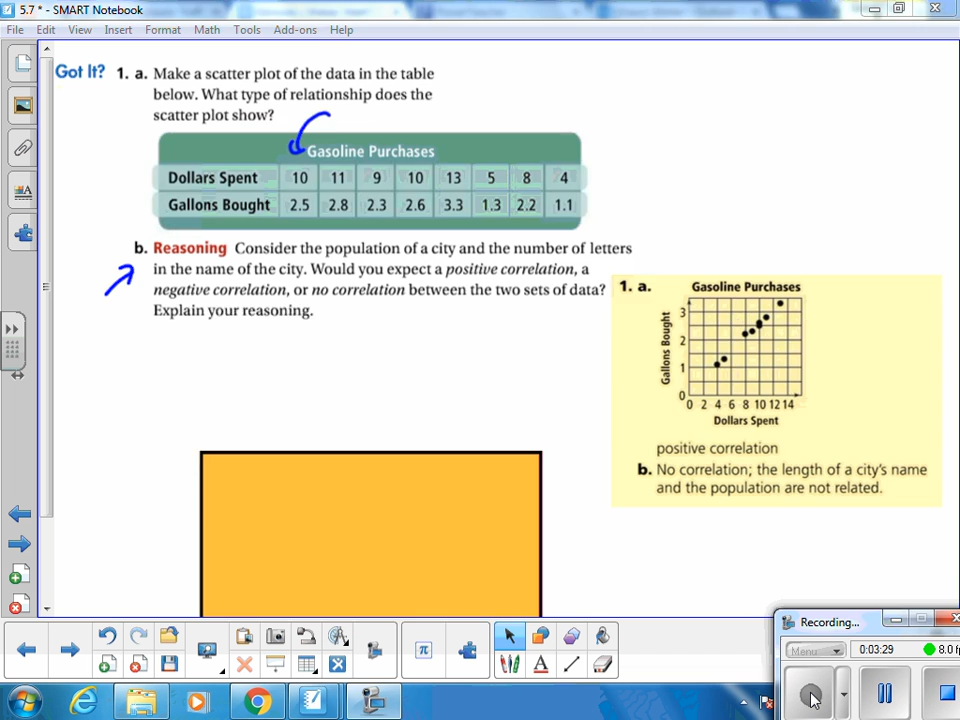 5.7 * - SMART Notebook
File Edit View Insert Format Math Tools Add-ons Help
Got It? 1. a. Make a scatter plot of the data in the table
below. What type of relationship does the
scatter plot show?
Gasoline Purchases
Dollars Spent 10 11 9 10 13 5 8 4
Gallons Bought 2.5 2.8 2.3 2.6 3.3 1.3 2.2 1.1
b. Reasoning Consider the population of a city and the number of letters
in the name of the city. Would you expect a positive correlation, a
negative correlation, or no correlation between the two sets of data?
Explain your reasoning.
1. a. Gasoline Purchases
Gallons Bought
3
2
1
0
0 2 4 6 8 10 12 14
Dollars Spent
positive correlation
b. No correlation; the length of a city's name
and the population are not related.
π
A
Recording...
Menu 0:03:29 8.0